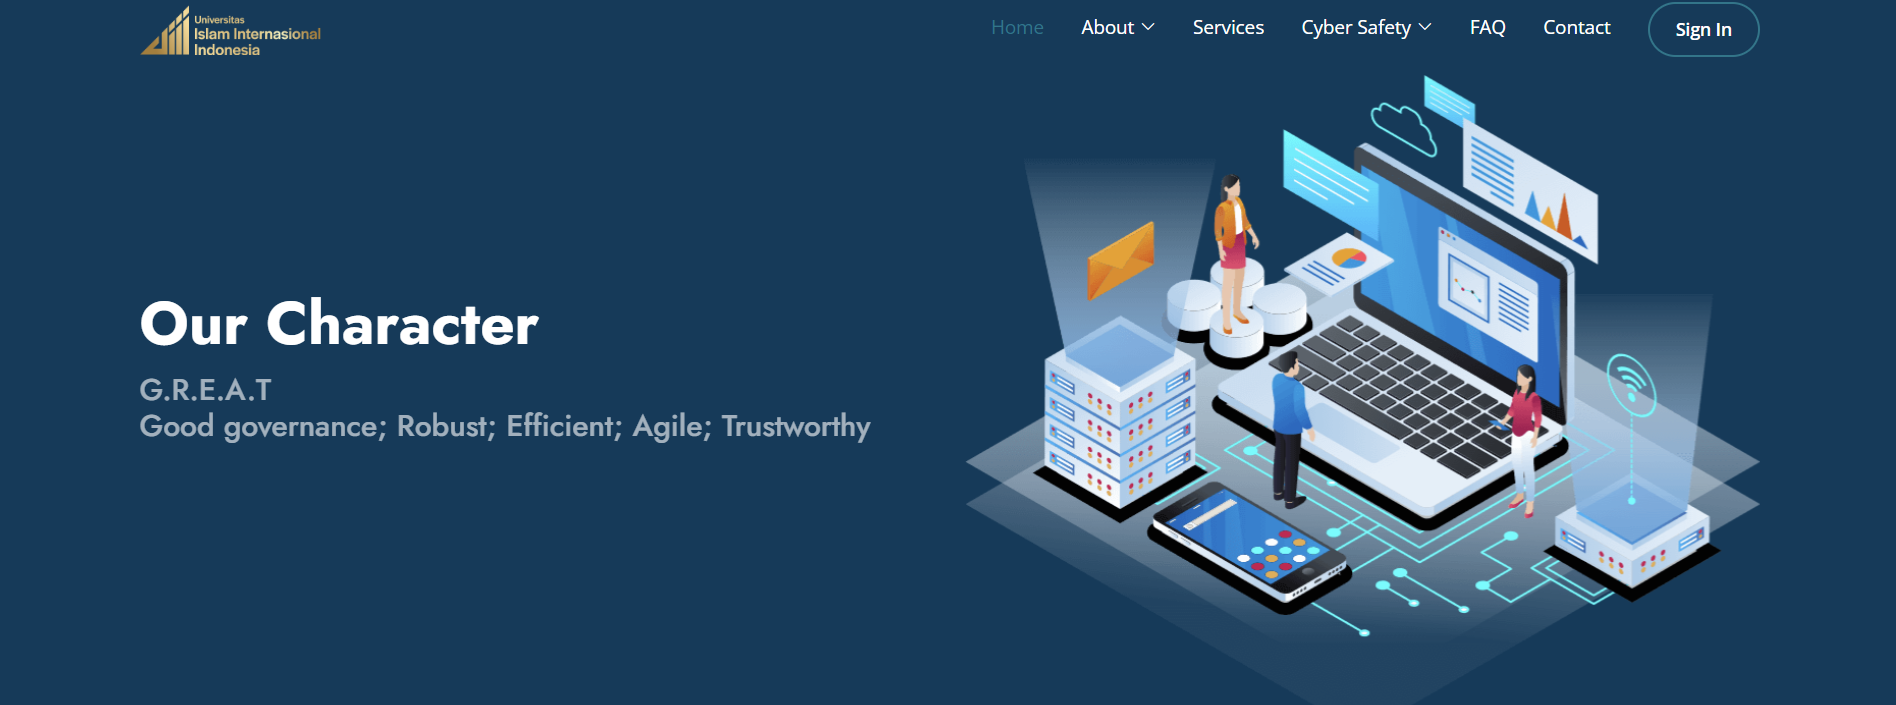 Universitas
Islam Internasional
Indonesia
Home
About
Services
Cyber Safety
FAQ
Contact
Sign In
Our Character
G.R.E.A.T
Good governance; Robust; Efficient; Agile; Trustworthy